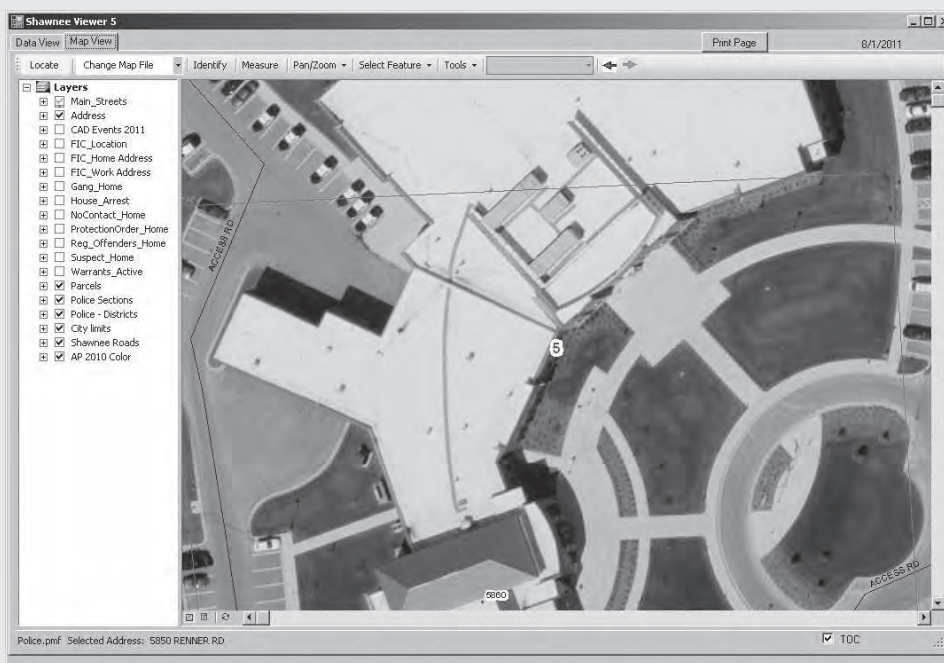 Shawnee Viewer 5
Data View Map View Print Page 8/1/2011
Locate Change Map File Identify Measure Pan/Zoom Select Feature Tools
Layers
Main_Streets
Address
CAD Events 2011
FIC_Location
FIC_Home Address
FIC_Work Address
Gang_Home
House_Arrest
NoContact_Home
ProtectionOrder_Home
Reg_Offenders_Home
Suspect_Home
Warrants_Active
Parcels
Police Sections
Police - Districts
City limits
Shawnee Roads
AP 2010 Color
ACCESS RD
5
5860
ACCESS RD
Police.pmf Selected Address: 5850 RENNER RD TOC